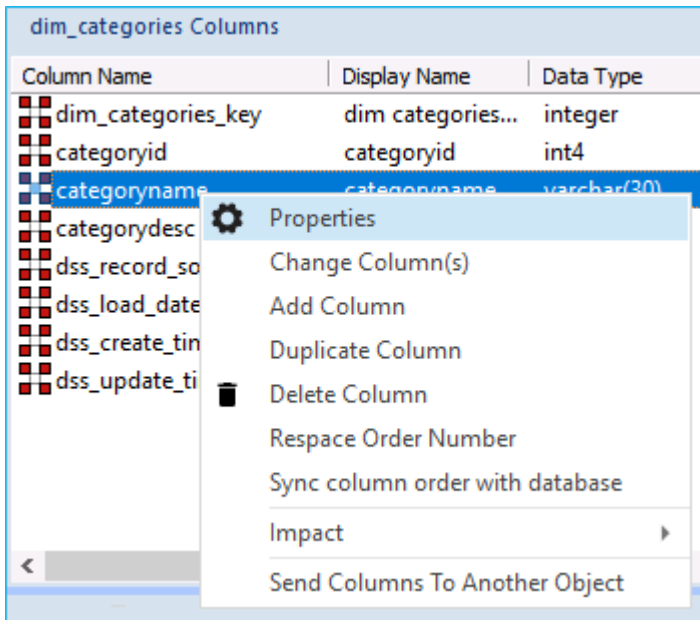 dim_categories Columns
Column Name Display Name Data Type
dim_categories_key dim categories... integer
categoryid categoryid int4
categoryname categoryname varchar(30)
categorydesc
dss_record_so
dss_load_date
dss_create_tin
dss_update_ti
Properties
Change Column(s)
Add Column
Duplicate Column
Delete Column
Respace Order Number
Sync column order with database
Impact
Send Columns To Another Object